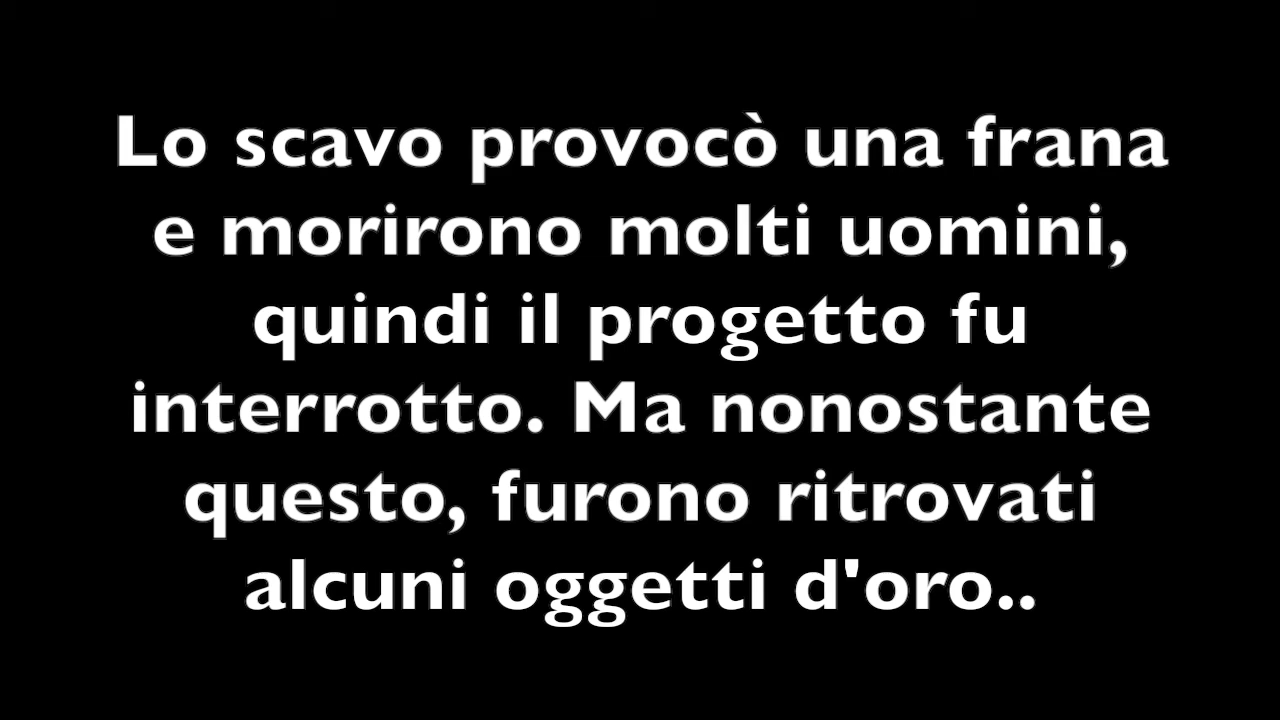 Lo scavo provocò una frana
e morirono molti uomini,
quindi il progetto fu
interrotto. Ma nonostante
questo, furono ritrovati
alcuni oggetti d'oro..